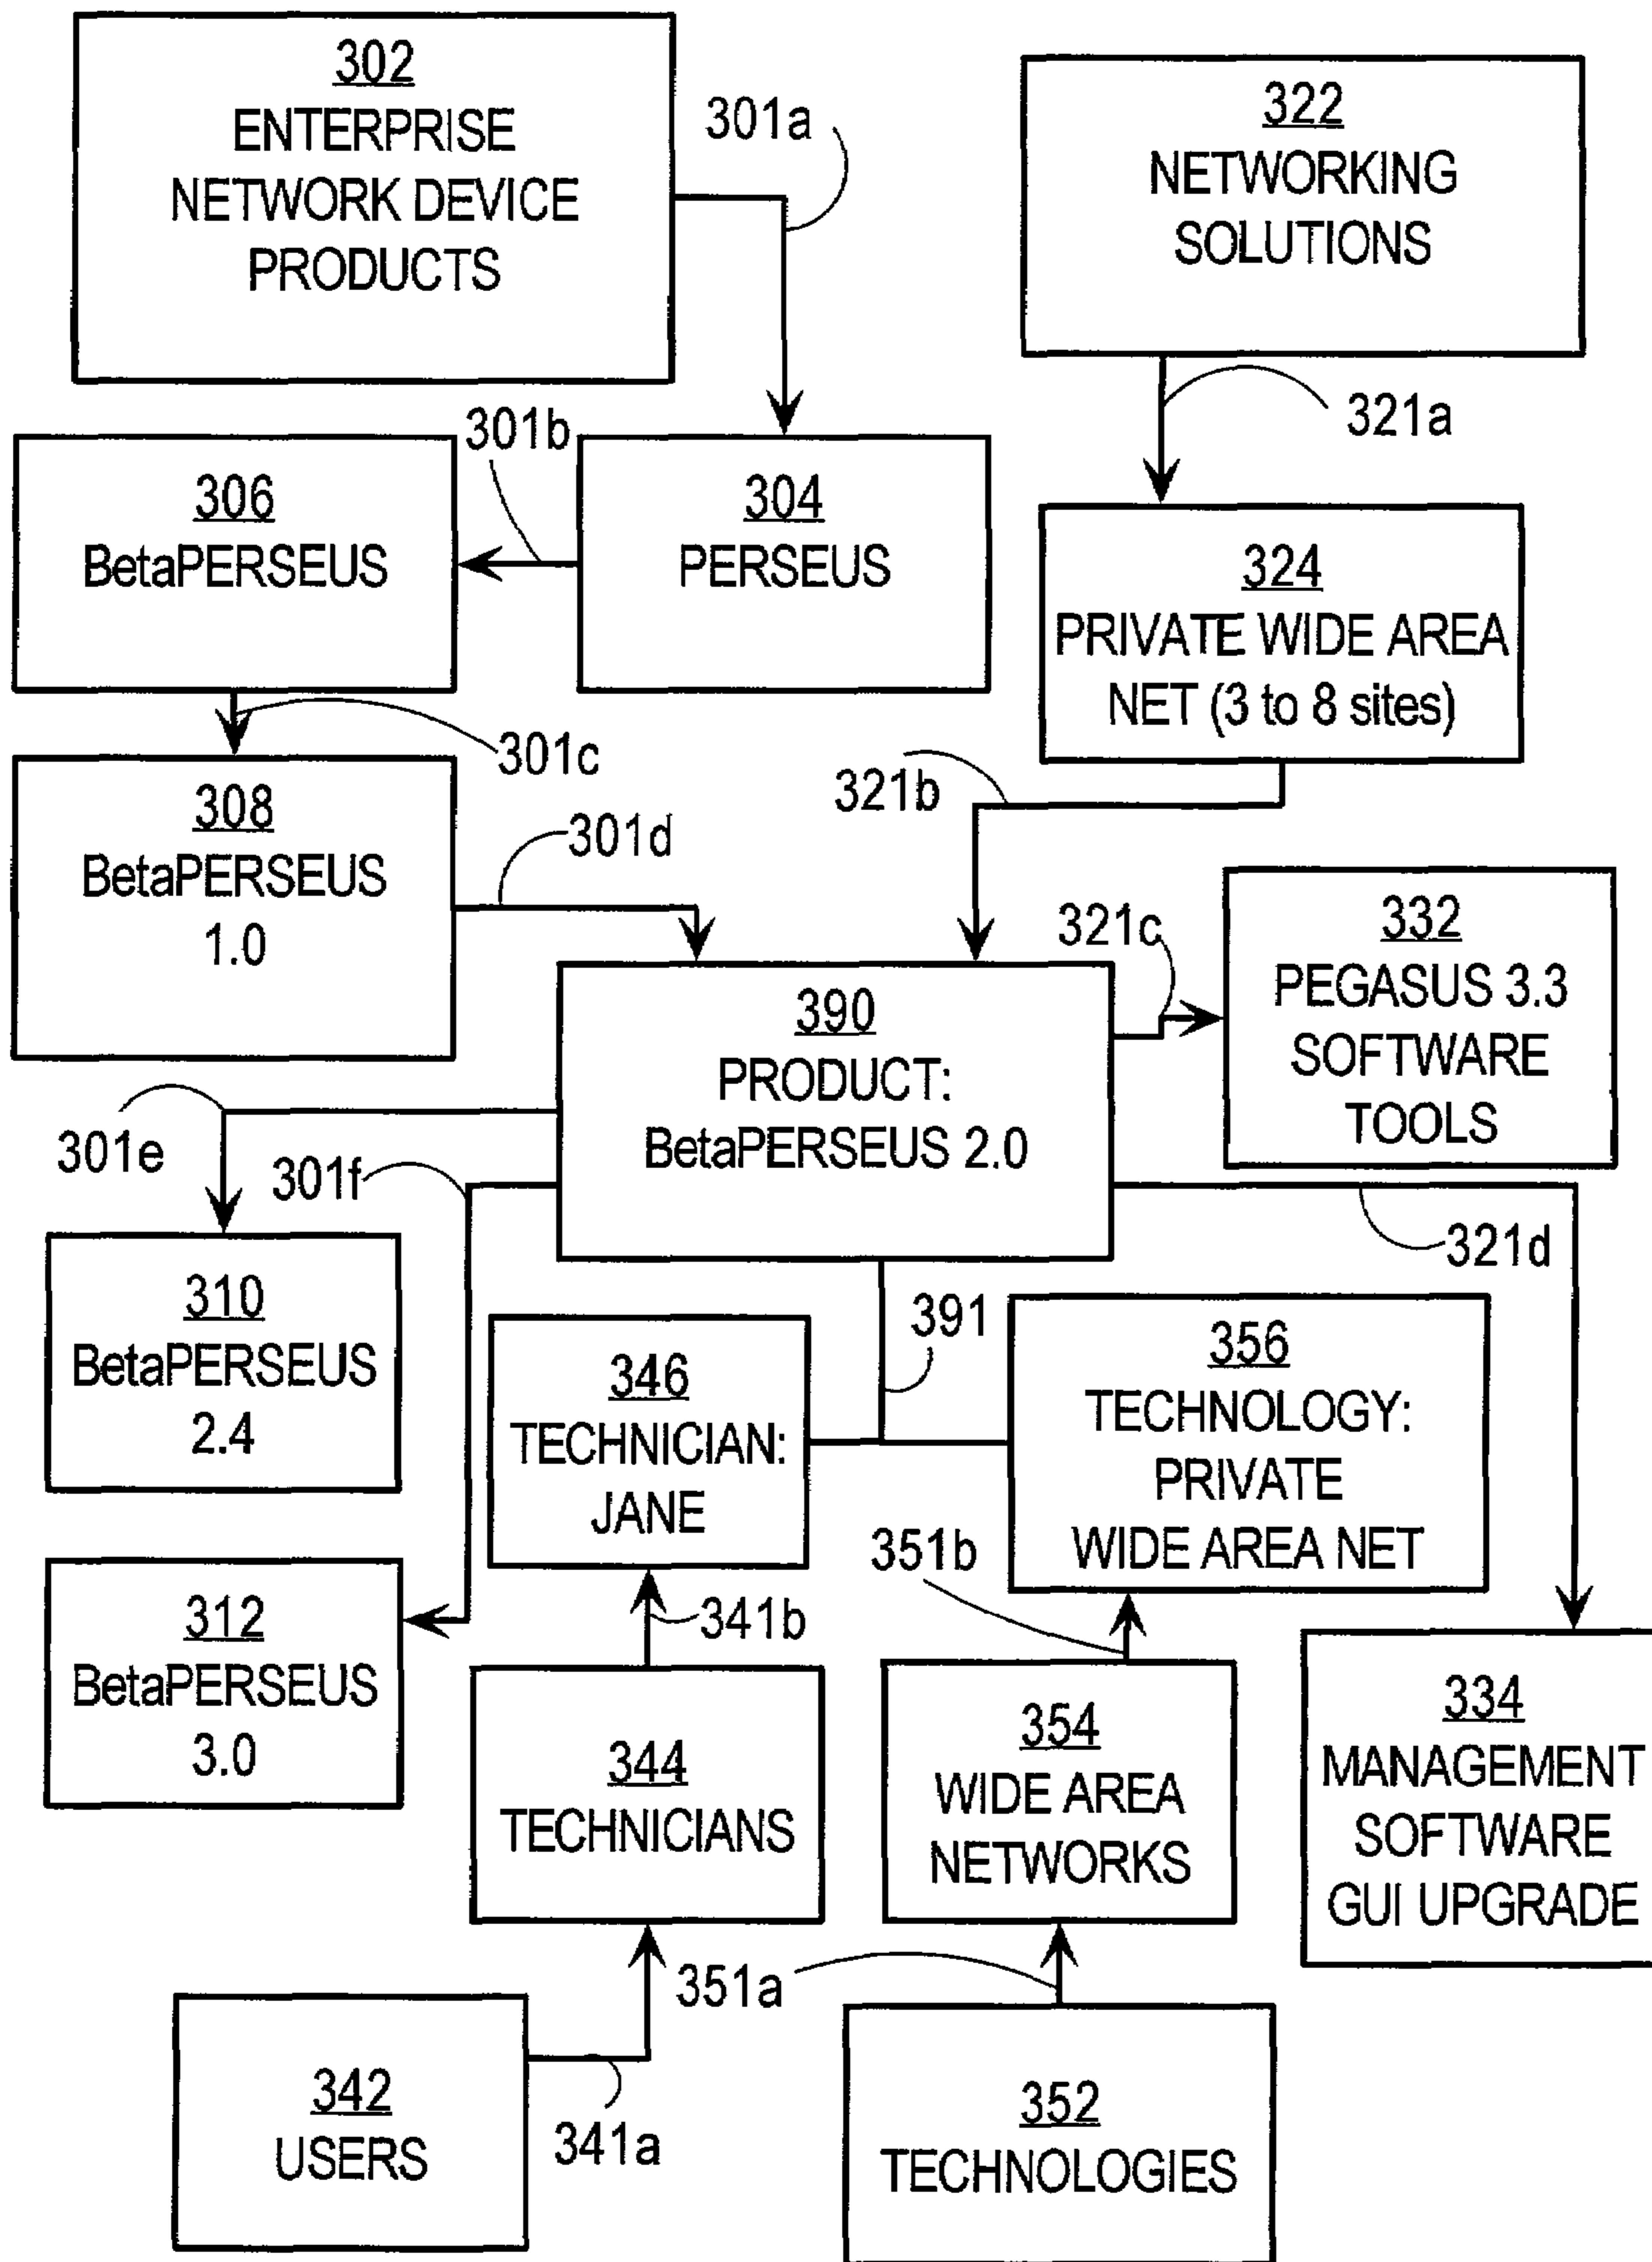 302
ENTERPRISE
NETWORK DEVICE
PRODUCTS
301a
322
NETWORKING
SOLUTIONS
321a
301b
306
BetaPERSEUS
304
PERSEUS
324
PRIVATE WIDE AREA
NET (3 to 8 sites)
301c
321b
308
BetaPERSEUS
1.0
301d
321c
332
PEGASUS 3.3
SOFTWARE
TOOLS
390
PRODUCT:
BetaPERSEUS 2.0
301e
301f
321d
310
BetaPERSEUS
2.4
391
346
TECHNICIAN:
JANE
356
TECHNOLOGY:
PRIVATE
WIDE AREA NET
351b
312
BetaPERSEUS
3.0
341b
344
TECHNICIANS
354
WIDE AREA
NETWORKS
334
MANAGEMENT
SOFTWARE
GUI UPGRADE
351a
342
USERS
341a
352
TECHNOLOGIES